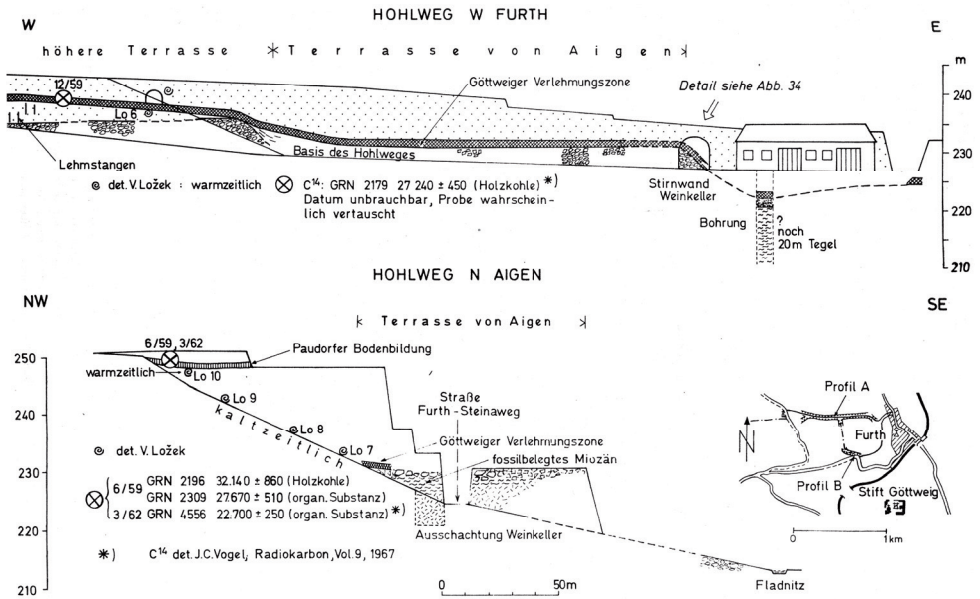 HOHLWEG W FURTH
W
E
höhere Terrasse
Terrasse von Aigen
m
240
230
220
210
12/59
Göttweiger Verlehmungszone
Detail siehe Abb. 34
Lo 6
Lehmstangen
Basis des Hohlweges
Stirnwand
Weinkeller
Bohrung
?
noch
20m Tegel
det. V. Ložek : warmzeitlich
C14: GRN 2179 27 240 ± 450 (Holzkohle) *)
Datum unbrauchbar, Probe wahrschein-
lich vertauscht
HOHLWEG N AIGEN
NW
SE
Terrasse von Aigen
6/59, 3/62
Paudorfer Bodenbildung
250
240
230
220
210
warmzeitlich
Lo 10
Lo 9
Lo 8
Lo 7
kaltzeitlich
Straße
Furth-Steinaweg
Göttweiger Verlehmungszone
fossilbelegtes Miozän
Ausschachtung Weinkeller
Fladnitz
det. V. Ložek
6/59 GRN 2196 32.140 ± 860 (Holzkohle)
GRN 2309 27.670 ± 510 (organ. Substanz)
3/62 GRN 4556 22.700 ± 250 (organ. Substanz) *)
*) C14 det. J.C. Vogel, Radiokarbon, Vol. 9, 1967
0 50m
Profil A
N
Furth
Profil B
Stift Göttweig
0 1km